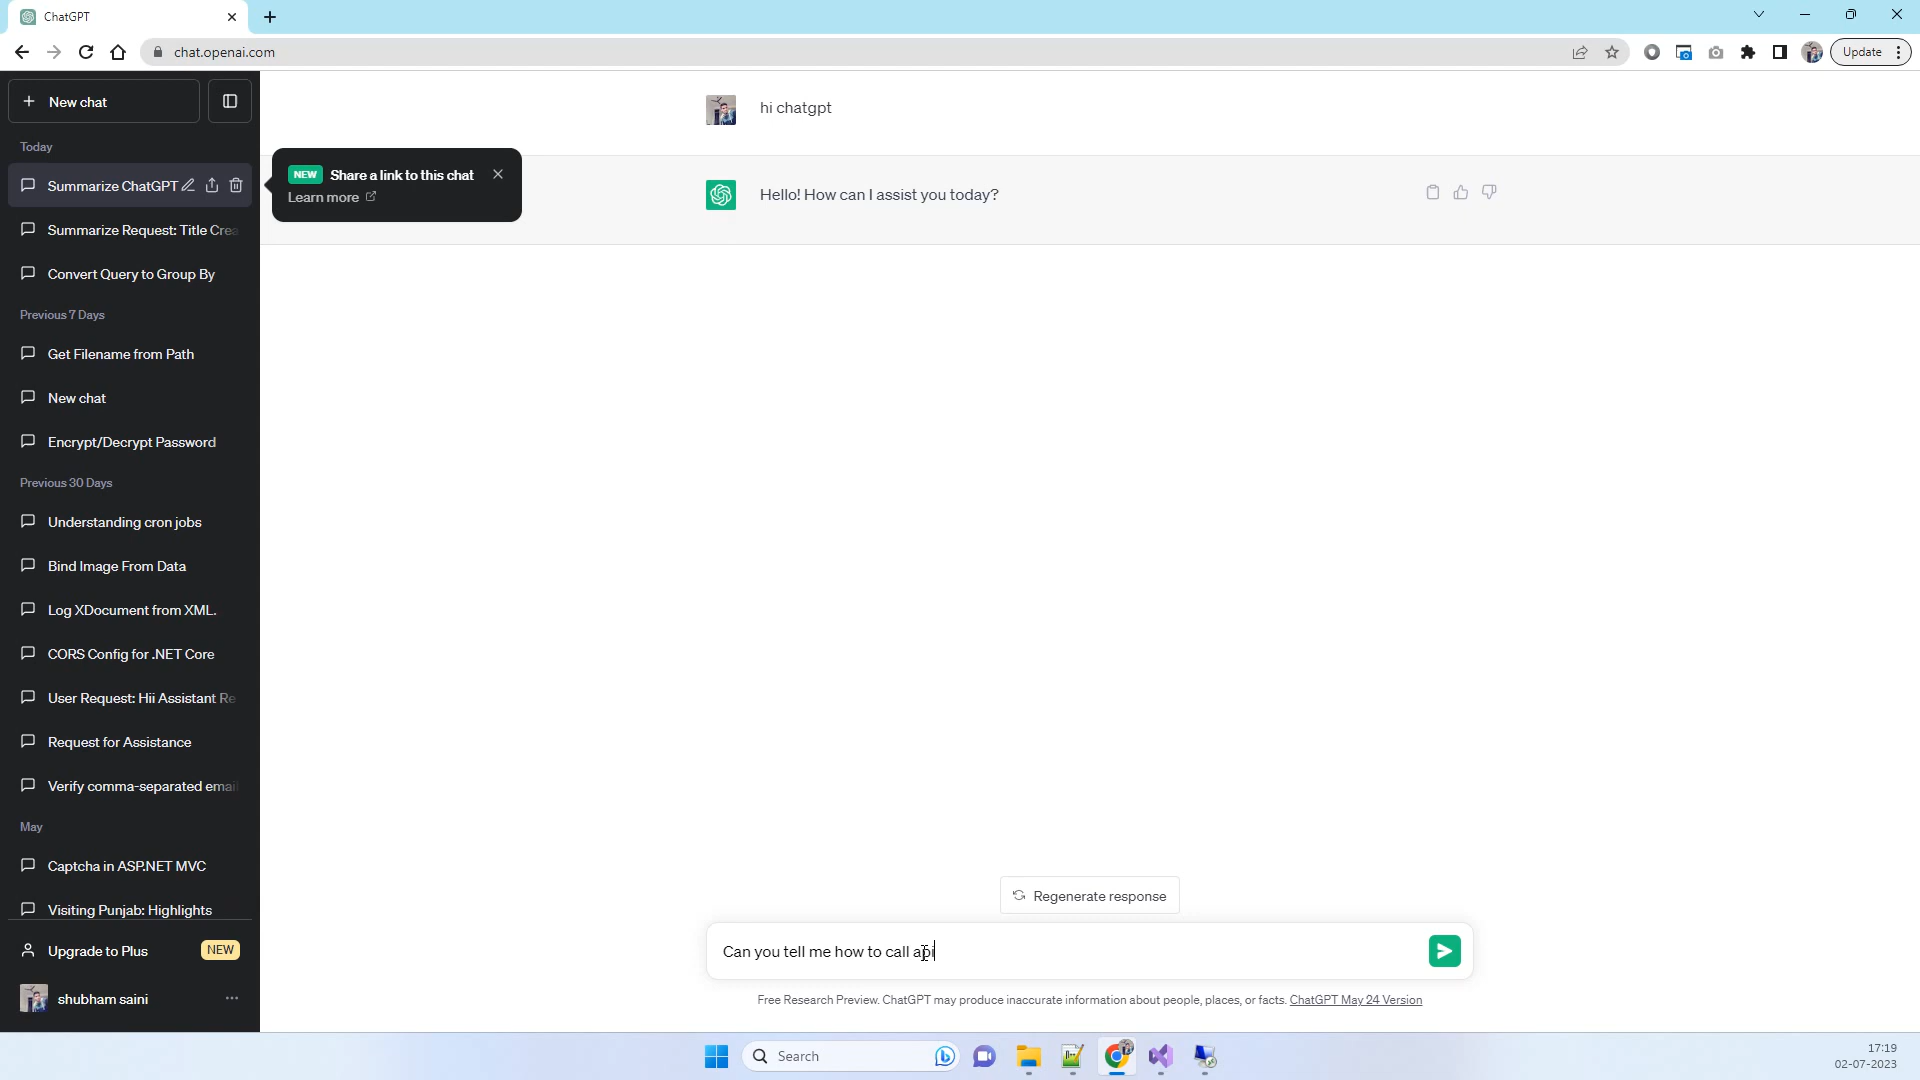 ChatGPT
chat.openai.com
Update
New chat
Today
Summarize ChatGPT
Summarize Request: Title Crea
Convert Query to Group By
Previous 7 Days
Get Filename from Path
New chat
Encrypt/Decrypt Password
Previous 30 Days
Understanding cron jobs
Bind Image From Data
Log XDocument from XML.
CORS Config for .NET Core
User Request: Hii Assistant Re
Request for Assistance
Verify comma-separated email
May
Captcha in ASP.NET MVC
Visiting Punjab: Highlights
Upgrade to Plus NEW
shubham saini
NEW Share a link to this chat
Learn more
hi chatgpt
Hello! How can I assist you today?
Regenerate response
Can you tell me how to call api
Free Research Preview. ChatGPT may produce inaccurate information about people, places, or facts. ChatGPT May 24 Version
Search
17:19
02-07-2023